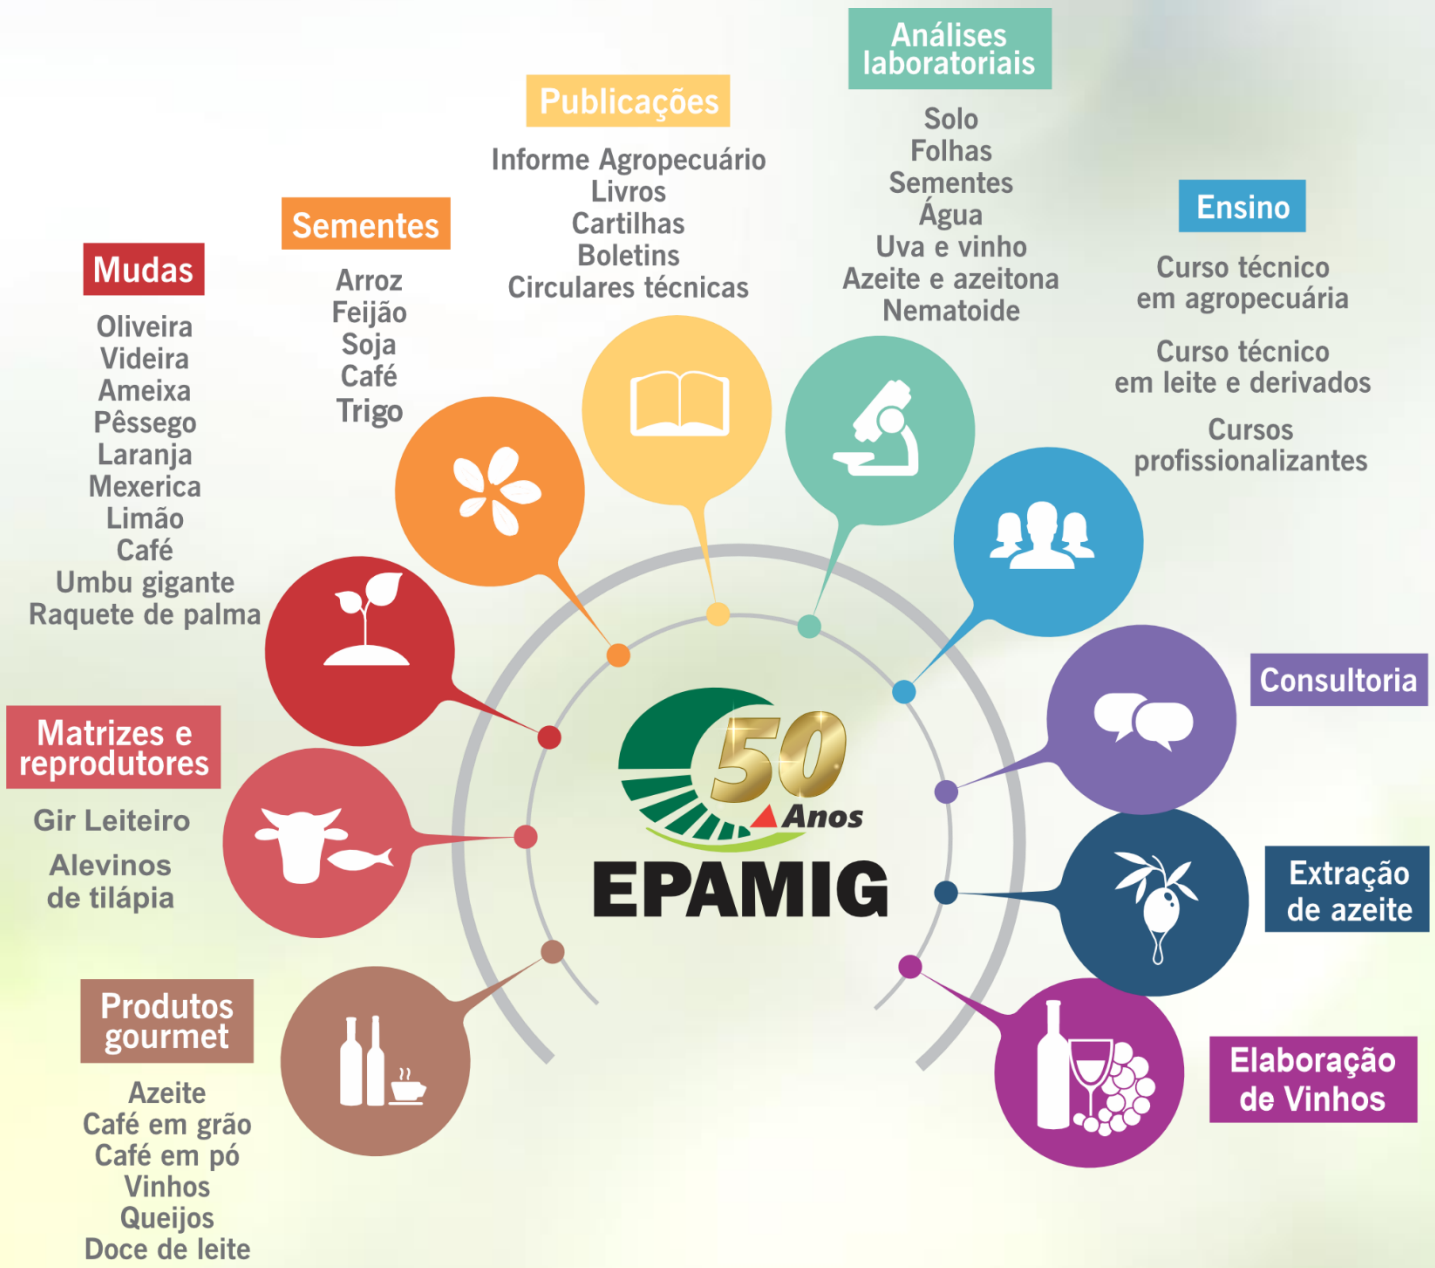 Análises
laboratoriais
Solo
Folhas
Sementes
Água
Uva e vinho
Azeite e azeitona
Nematoide
Publicações
Informe Agropecuário
Livros
Cartilhas
Boletins
Circulares técnicas
Ensino
Curso técnico
em agropecuária
Curso técnico
em leite e derivados
Cursos
profissionalizantes
Sementes
Arroz
Feijão
Soja
Café
Trigo
Mudas
Oliveira
Videira
Ameixa
Pêssego
Laranja
Mexerica
Limão
Café
Umbu gigante
Raquete de palma
Consultoria
Matrizes e
reprodutores
Gir Leiteiro
Alevinos
de tilápia
50
Anos
EPAMIG
Extração
de azeite
Produtos
gourmet
Azeite
Café em grão
Café em pó
Vinhos
Queijos
Doce de leite
Elaboração
de Vinhos